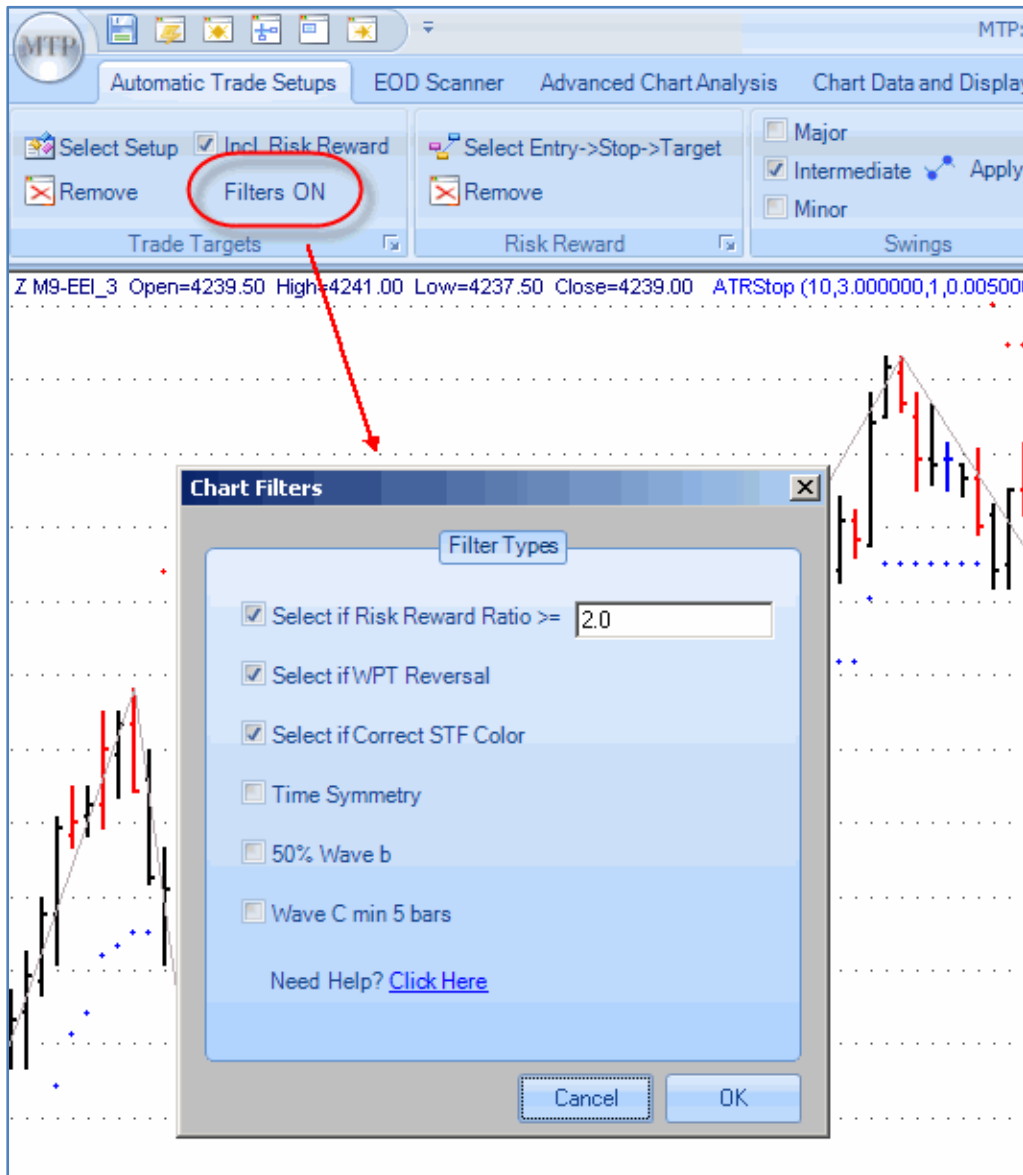 MTP
MTP:
Automatic Trade Setups EOD Scanner Advanced Chart Analysis Chart Data and Display
Select Setup Incl. Risk Reward Select Entry->Stop->Target Major
Intermediate Apply
Remove Filters ON Remove
Minor
Trade Targets Risk Reward Swings
Z M9-EEI_3 Open=4239.50 High=4241.00 Low=4237.50 Close=4239.00 ATRStop (10,3.000000,1,0.005000
Chart Filters
Filter Types
Select if Risk Reward Ratio >= 2.0
Select if WPT Reversal
Select if Correct STF Color
Time Symmetry
50% Wave b
Wave C min 5 bars
Need Help? Click Here
Cancel OK